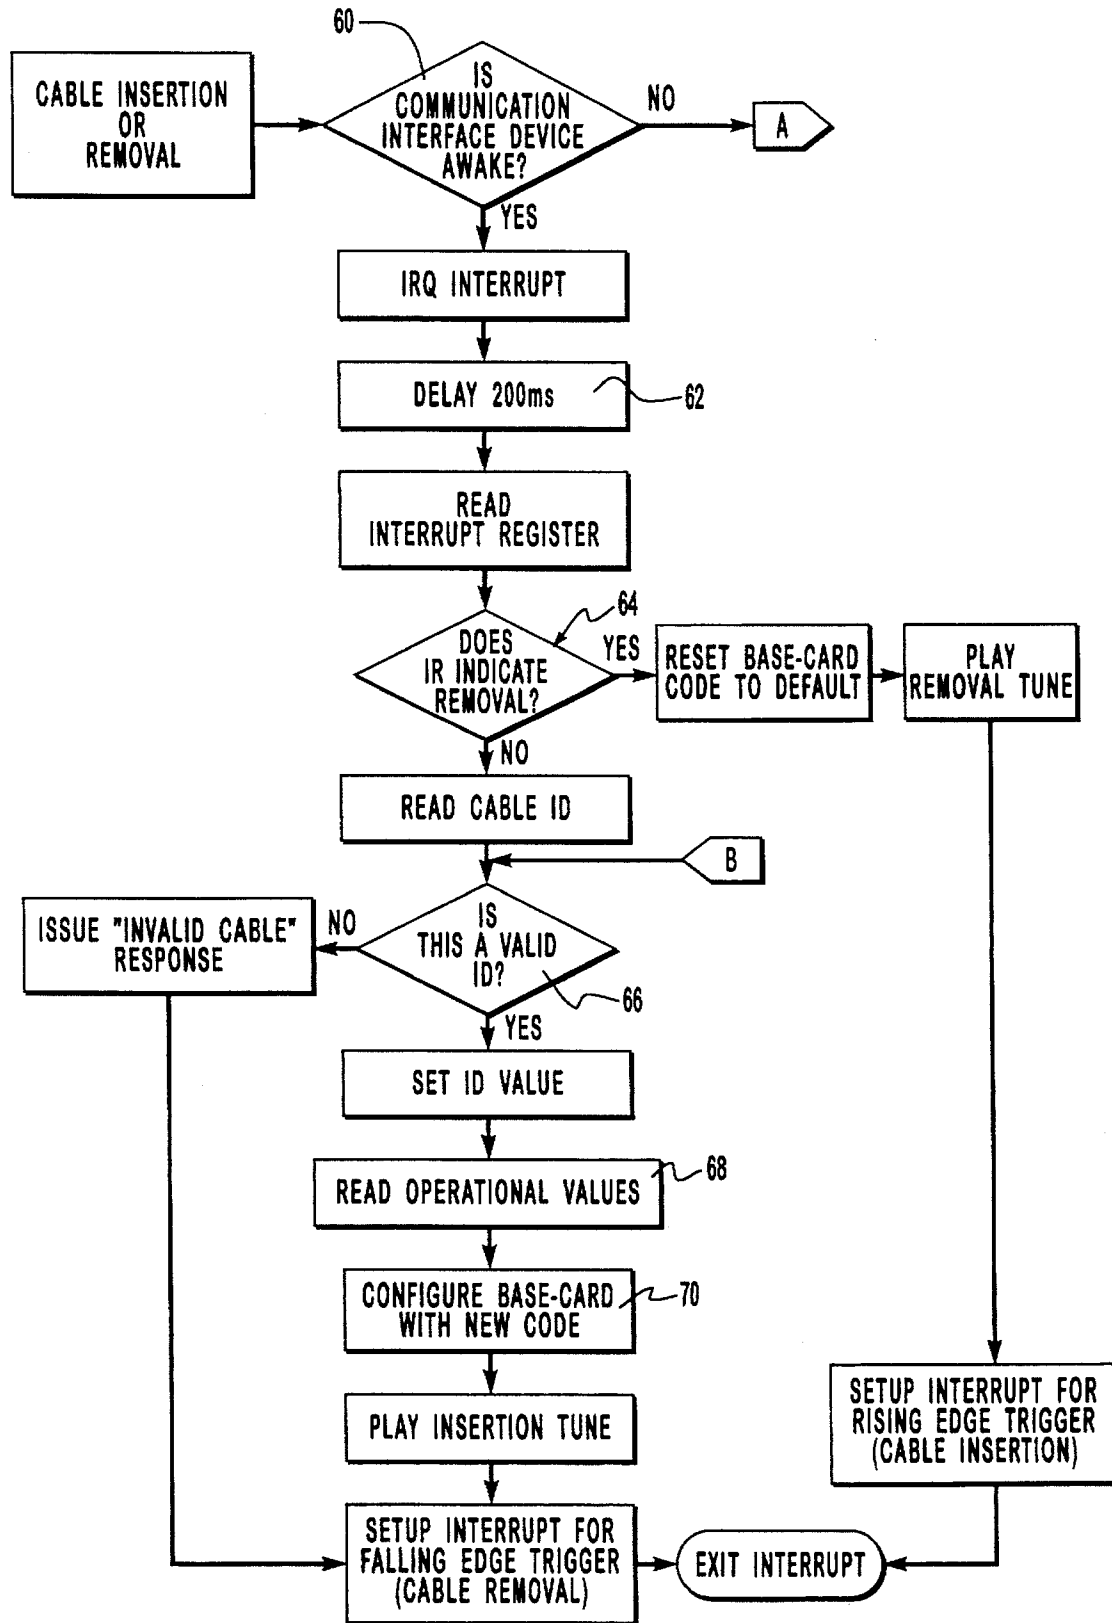 60
CABLE INSERTION
OR
REMOVAL
IS
COMMUNICATION
INTERFACE DEVICE
AWAKE?
NO
A
YES
IRQ INTERRUPT
DELAY 200ms
62
READ
INTERRUPT REGISTER
64
DOES
IR INDICATE
REMOVAL?
YES
RESET BASE-CARD
CODE TO DEFAULT
PLAY
REMOVAL TUNE
NO
READ CABLE ID
B
ISSUE "INVALID CABLE"
RESPONSE
NO
IS
THIS A VALID
ID?
66
YES
SET ID VALUE
READ OPERATIONAL VALUES
68
CONFIGURE BASE-CARD
WITH NEW CODE
70
PLAY INSERTION TUNE
SETUP INTERRUPT FOR
RISING EDGE TRIGGER
(CABLE INSERTION)
SETUP INTERRUPT FOR
FALLING EDGE TRIGGER
(CABLE REMOVAL)
EXIT INTERRUPT